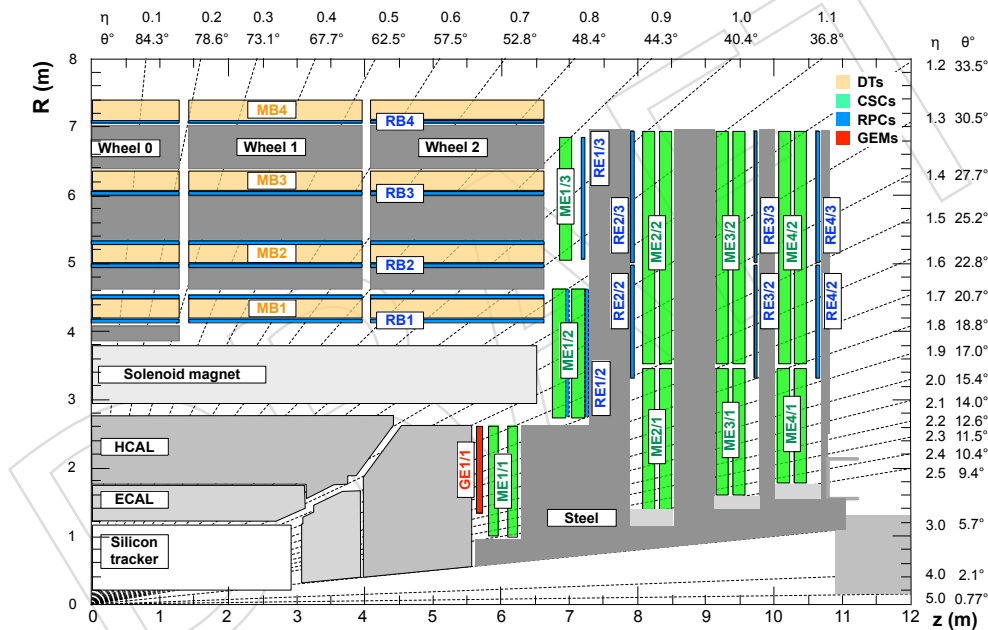 η 0.1 0.2 0.3 0.4 0.5 0.6 0.7 0.8 0.9 1.0 1.1
θ° 84.3° 78.6° 73.1° 67.7° 62.5° 57.5° 52.8° 48.4° 44.3° 40.4° 36.8° η θ°
R (m)
8
7
6
5
4
3
2
1
0
1.2 33.5°
1.3 30.5°
1.4 27.7°
1.5 25.2°
1.6 22.8°
1.7 20.7°
1.8 18.8°
1.9 17.0°
2.0 15.4°
2.1 14.0°
2.2 12.6°
2.3 11.5°
2.4 10.4°
2.5 9.4°
3.0 5.7°
4.0 2.1°
5.0 0.77°
DTs
CSCs
RPCs
GEMs
MB4
RB4
Wheel 0
Wheel 1
Wheel 2
MB3
RB3
MB2
RB2
MB1
RB1
Solenoid magnet
HCAL
ECAL
Silicon
tracker
Steel
GE1/1
ME1/1
ME1/2
RE1/2
ME1/3
RE1/3
RE2/3
RE2/2
ME2/2
ME2/1
ME3/2
ME3/1
RE3/3
RE3/2
ME4/2
ME4/1
RE4/3
RE4/2
0 1 2 3 4 5 6 7 8 9 10 11 12
z (m)